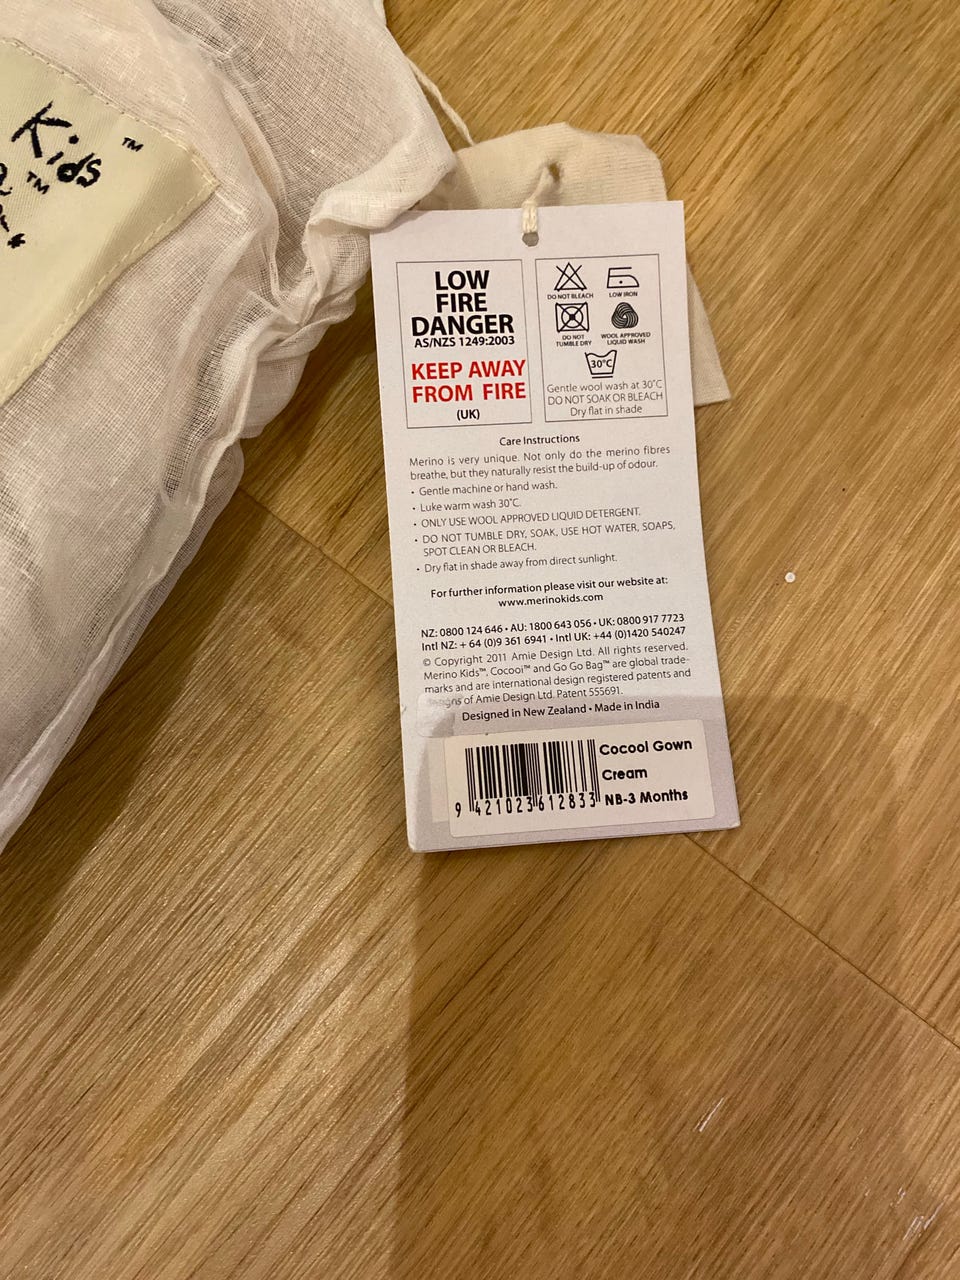 Kids ™
™
LOW
FIRE
DANGER
AS/NZS 1249:2003
KEEP AWAY
FROM FIRE
(UK)
DO NOT BLEACH
LOW IRON
DO NOT
TUMBLE DRY
WOOL APPROVED
LIQUID WASH
30°C
Gentle wool wash at 30°C
DO NOT SOAK OR BLEACH
Dry flat in shade
Care Instructions
Merino is very unique. Not only do the merino fibres
breathe, but they naturally resist the build-up of odour.
• Gentle machine or hand wash.
• Luke warm wash 30°C.
• ONLY USE WOOL APPROVED LIQUID DETERGENT.
• DO NOT TUMBLE DRY, SOAK, USE HOT WATER, SOAPS,
SPOT CLEAN OR BLEACH.
• Dry flat in shade away from direct sunlight.
For further information please visit our website at:
www.merinokids.com
NZ: 0800 124 646 • AU: 1800 643 056 • UK: 0800 917 7723
Intl NZ: + 64 (0)9 361 6941 • Intl UK: +44 (0)1420 540247
© Copyright 2011 Amie Design Ltd. All rights reserved.
Merino Kids™, Cocooi™ and Go Go Bag™ are global trade-
marks and are international design registered patents and
designs of Amie Design Ltd. Patent 555691.
Designed in New Zealand • Made in India
Cocooi Gown
Cream
NB-3 Months
9 421023 612833